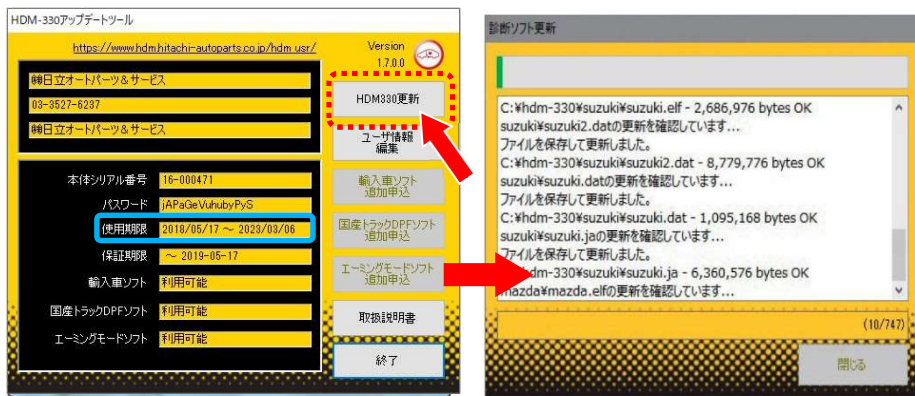 HDM-330アップデートツール
https://www.hdm.hitachi-autoparts.co.jp/hdm_usr/
Version
1.7.0.0
㈱日立オートパーツ&サービス
03-3527-6237
㈱日立オートパーツ&サービス
HDM330更新
ユーザ情報
編集
本体シリアル番号 16-000471
パスワード jAPaGeVuhubyPyS
使用期限 2018/05/17 ～ 2023/03/06
保証期限 ～ 2019-05-17
輸入車ソフト 利用可能
国産トラックDPFソフト 利用可能
エーミングモードソフト 利用可能
輸入車ソフト
追加申込
国産トラックDPFソフト
追加申込
エーミングモードソフト
追加申込
取扱説明書
終了
診断ソフト更新
C:¥hdm-330¥suzuki¥suzuki.elf - 2,686,976 bytes OK
suzuki¥suzuki2.datの更新を確認しています...
ファイルを保存して更新しました。
C:¥hdm-330¥suzuki¥suzuki2.dat - 8,779,776 bytes OK
suzuki¥suzuki.datの更新を確認しています...
ファイルを保存して更新しました。
C:¥hdm-330¥suzuki¥suzuki.dat - 1,095,168 bytes OK
suzuki¥suzuki.jaの更新を確認しています...
ファイルを保存して更新しました。
hdm-330¥suzuki¥suzuki.ja - 6,360,576 bytes OK
mazda¥mazda.elfの更新を確認しています...
(10/747)
閉じる